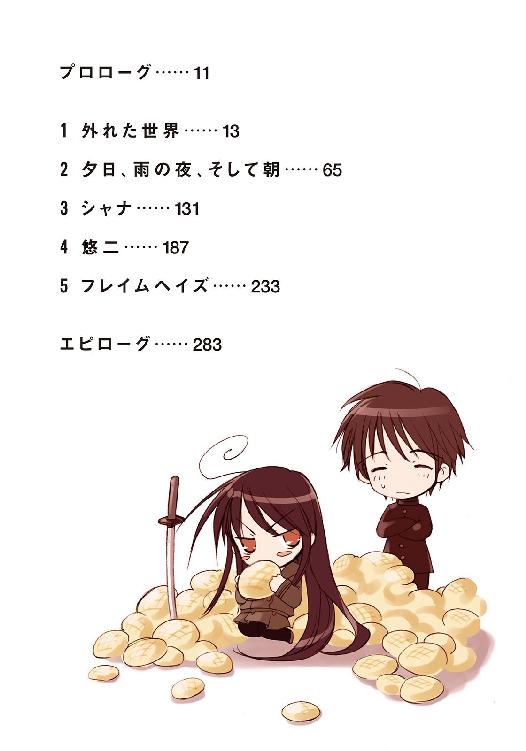 プロローグ……11
1 外れた世界……13
2 夕日、雨の夜、そして朝……65
3 シャナ……131
4 悠二……187
5 フレイムヘイズ……233
エピローグ……283